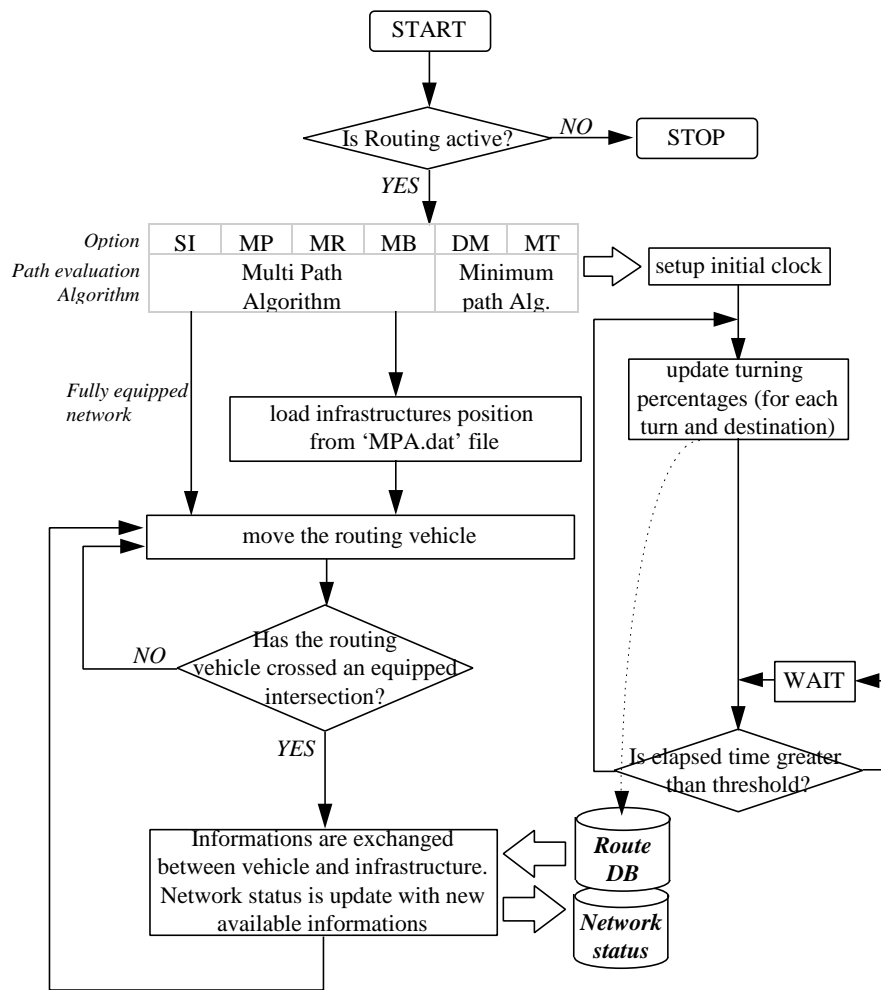 START
Is Routing active?
NO
STOP
YES
Option
SI MP MR MB DM MT
Path evaluation
Algorithm
Multi Path
Algorithm
Minimum
path Alg.
setup initial clock
Fully equipped
network
load infrastructures position
from ‘MPA.dat’ file
update turning
percentages (for each
turn and destination)
move the routing vehicle
Has the routing
vehicle crossed an equipped
intersection?
NO
YES
WAIT
Is elapsed time greater
than threshold?
Informations are exchanged
between vehicle and infrastructure.
Network status is update with new
available informations
Route
DB
Network
status